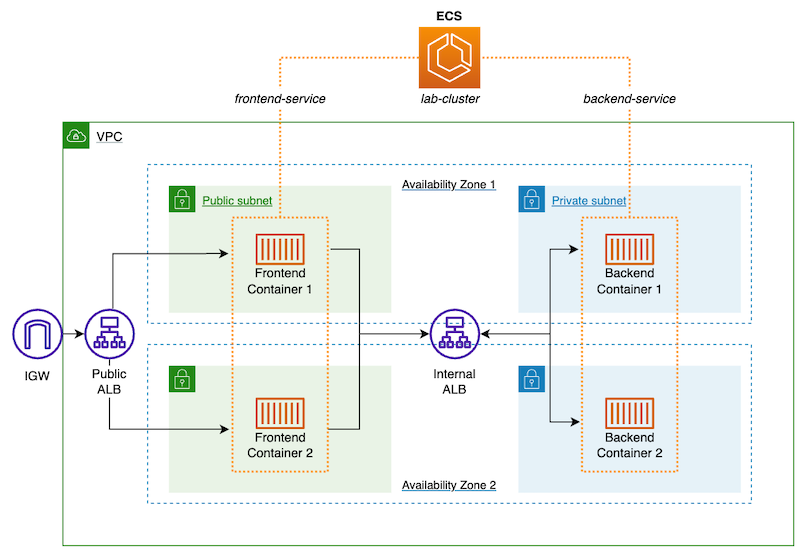 ECS
frontend-service
lab-cluster
backend-service
VPC
Availability Zone 1
Public subnet
Private subnet
Frontend
Container 1
Backend
Container 1
IGW
Public
ALB
Internal
ALB
Frontend
Container 2
Backend
Container 2
Availability Zone 2